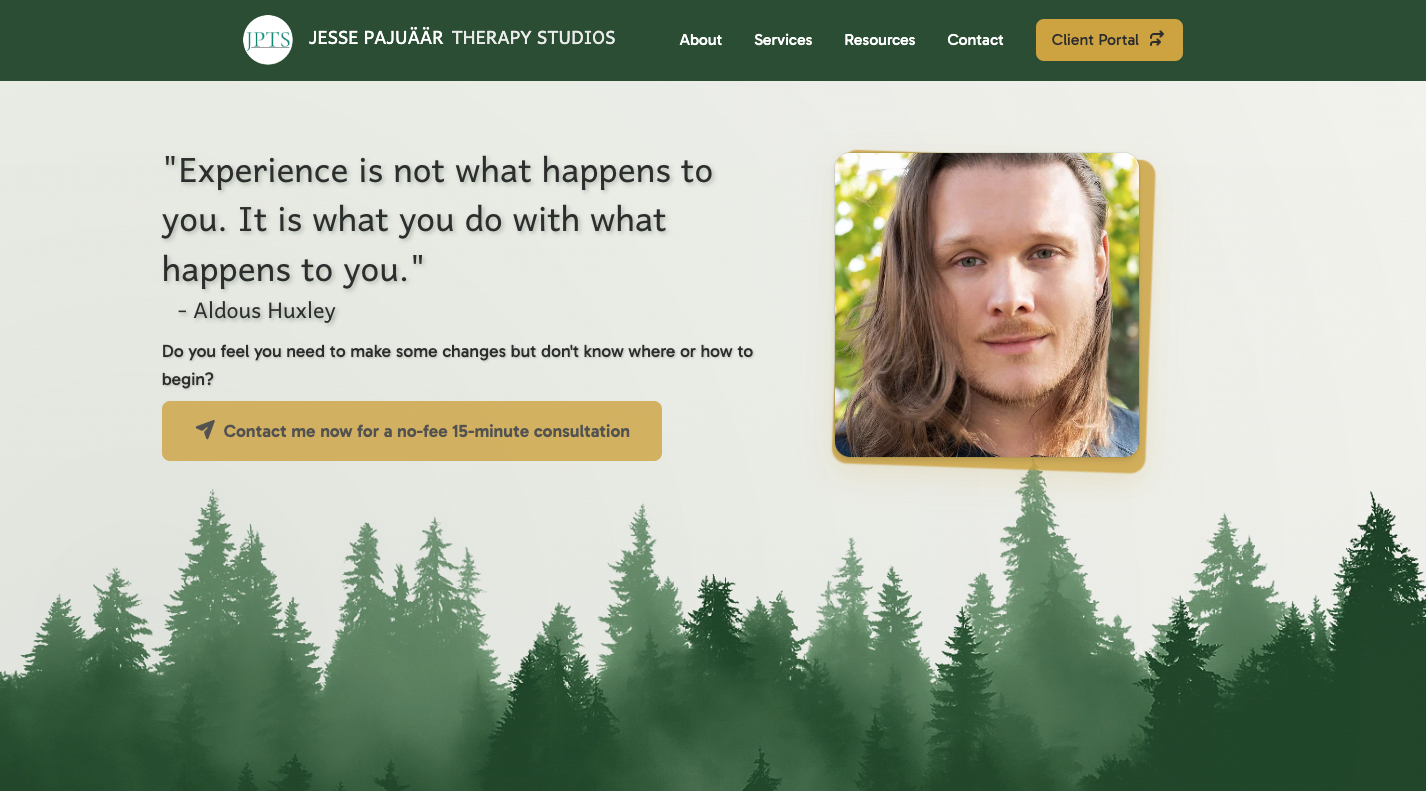 JPTS
JESSE PAJUÄÄR THERAPY STUDIOS
About
Services
Resources
Contact
Client Portal
"Experience is not what happens to
you. It is what you do with what
happens to you."
- Aldous Huxley
Do you feel you need to make some changes but don't know where or how to
begin?
Contact me now for a no-fee 15-minute consultation